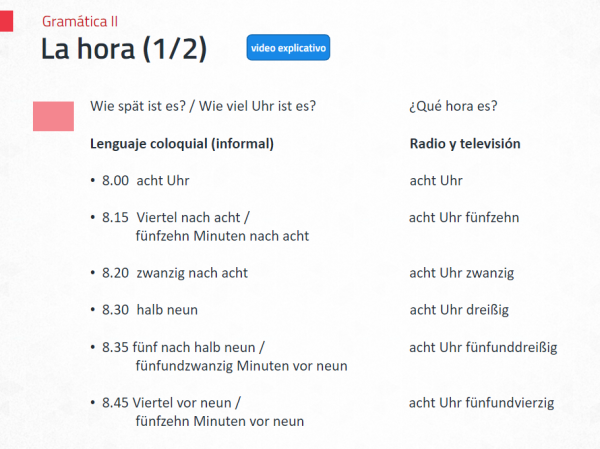 Gramática II
La hora (1/2)
video explicativo
Wie spät ist es? / Wie viel Uhr ist es? ¿Qué hora es?
Lenguaje coloquial (informal) Radio y televisión
• 8.00 acht Uhr acht Uhr
• 8.15 Viertel nach acht / acht Uhr fünfzehn
fünfzehn Minuten nach acht
• 8.20 zwanzig nach acht acht Uhr zwanzig
• 8.30 halb neun acht Uhr dreißig
• 8.35 fünf nach halb neun / acht Uhr fünfunddreißig
fünfundzwanzig Minuten vor neun
• 8.45 Viertel vor neun / acht Uhr fünfundvierzig
fünfzehn Minuten vor neun